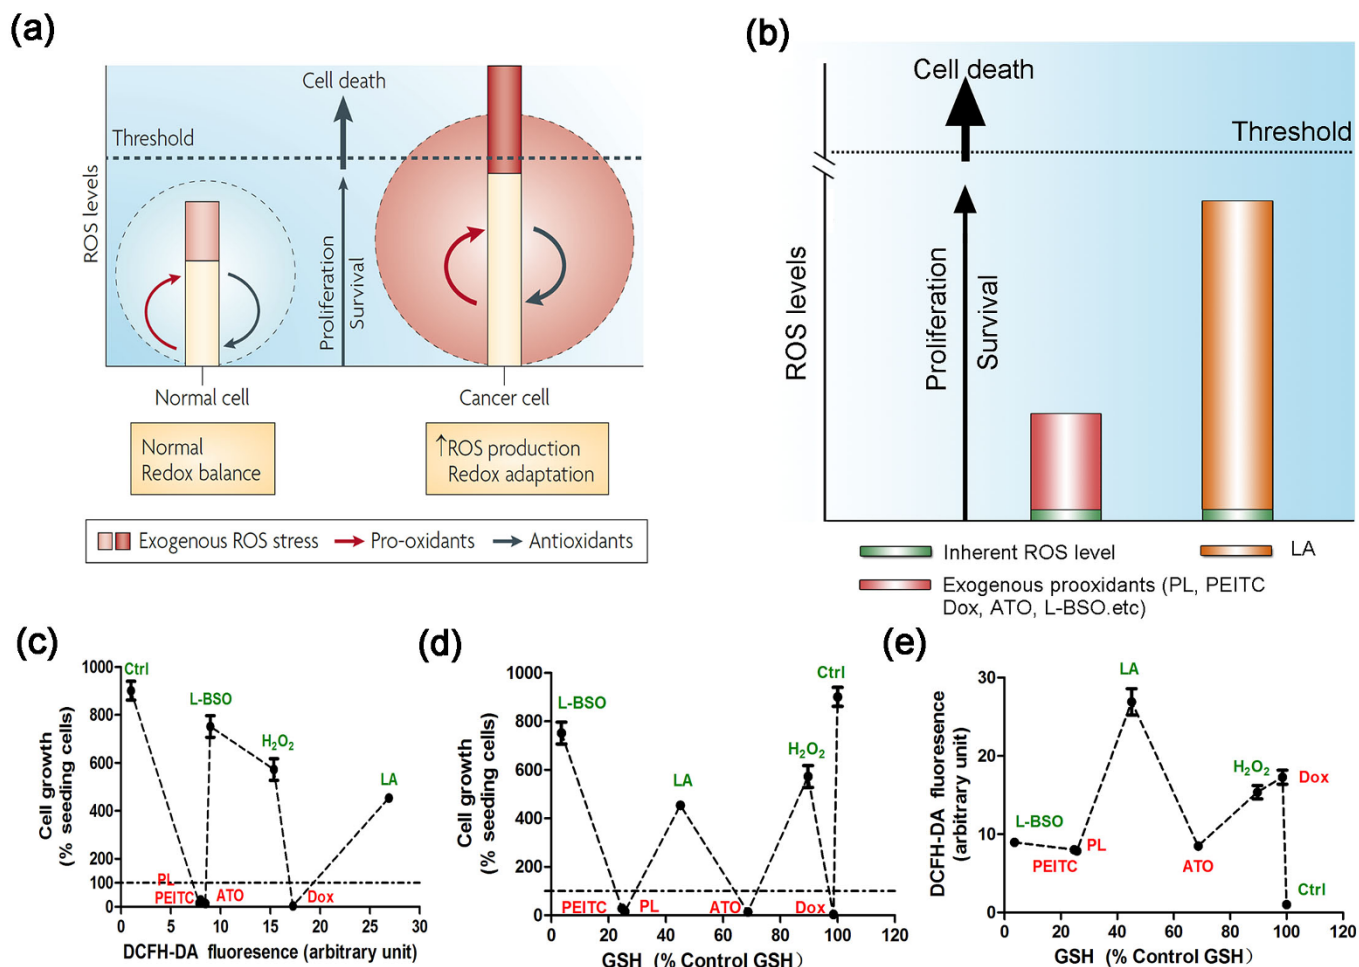 (a)
Cell death
Threshold
ROS levels
Proliferation
Survival
Normal cell
Cancer cell
Normal
Redox balance
↑ROS production
Redox adaptation
Exogenous ROS stress
Pro-oxidants
Antioxidants
(b)
Cell death
Threshold
ROS levels
Proliferation
Survival
Inherent ROS level
LA
Exogenous prooxidants (PL, PEITC
Dox, ATO, L-BSO.etc)
(c)
Cell growth
(% seeding cells)
1000
800
600
400
200
100
0
Ctrl
L-BSO
H₂O₂
LA
PL
PEITC
ATO
Dox
0 5 10 15 20 25 30
DCFH-DA fluoresence (arbitrary unit)
(d)
Cell growth
(% seeding cells)
1000
800
600
400
200
0
L-BSO
LA
H₂O₂
Ctrl
PEITC
PL
ATO
Dox
0 20 40 60 80 100 120
GSH (% Control GSH)
(e)
DCFH-DA fluoresence
(arbitrary unit)
30
20
10
0
LA
L-BSO
PEITC
PL
ATO
H₂O₂
Dox
Ctrl
0 20 40 60 80 100 120
GSH (% Control GSH)